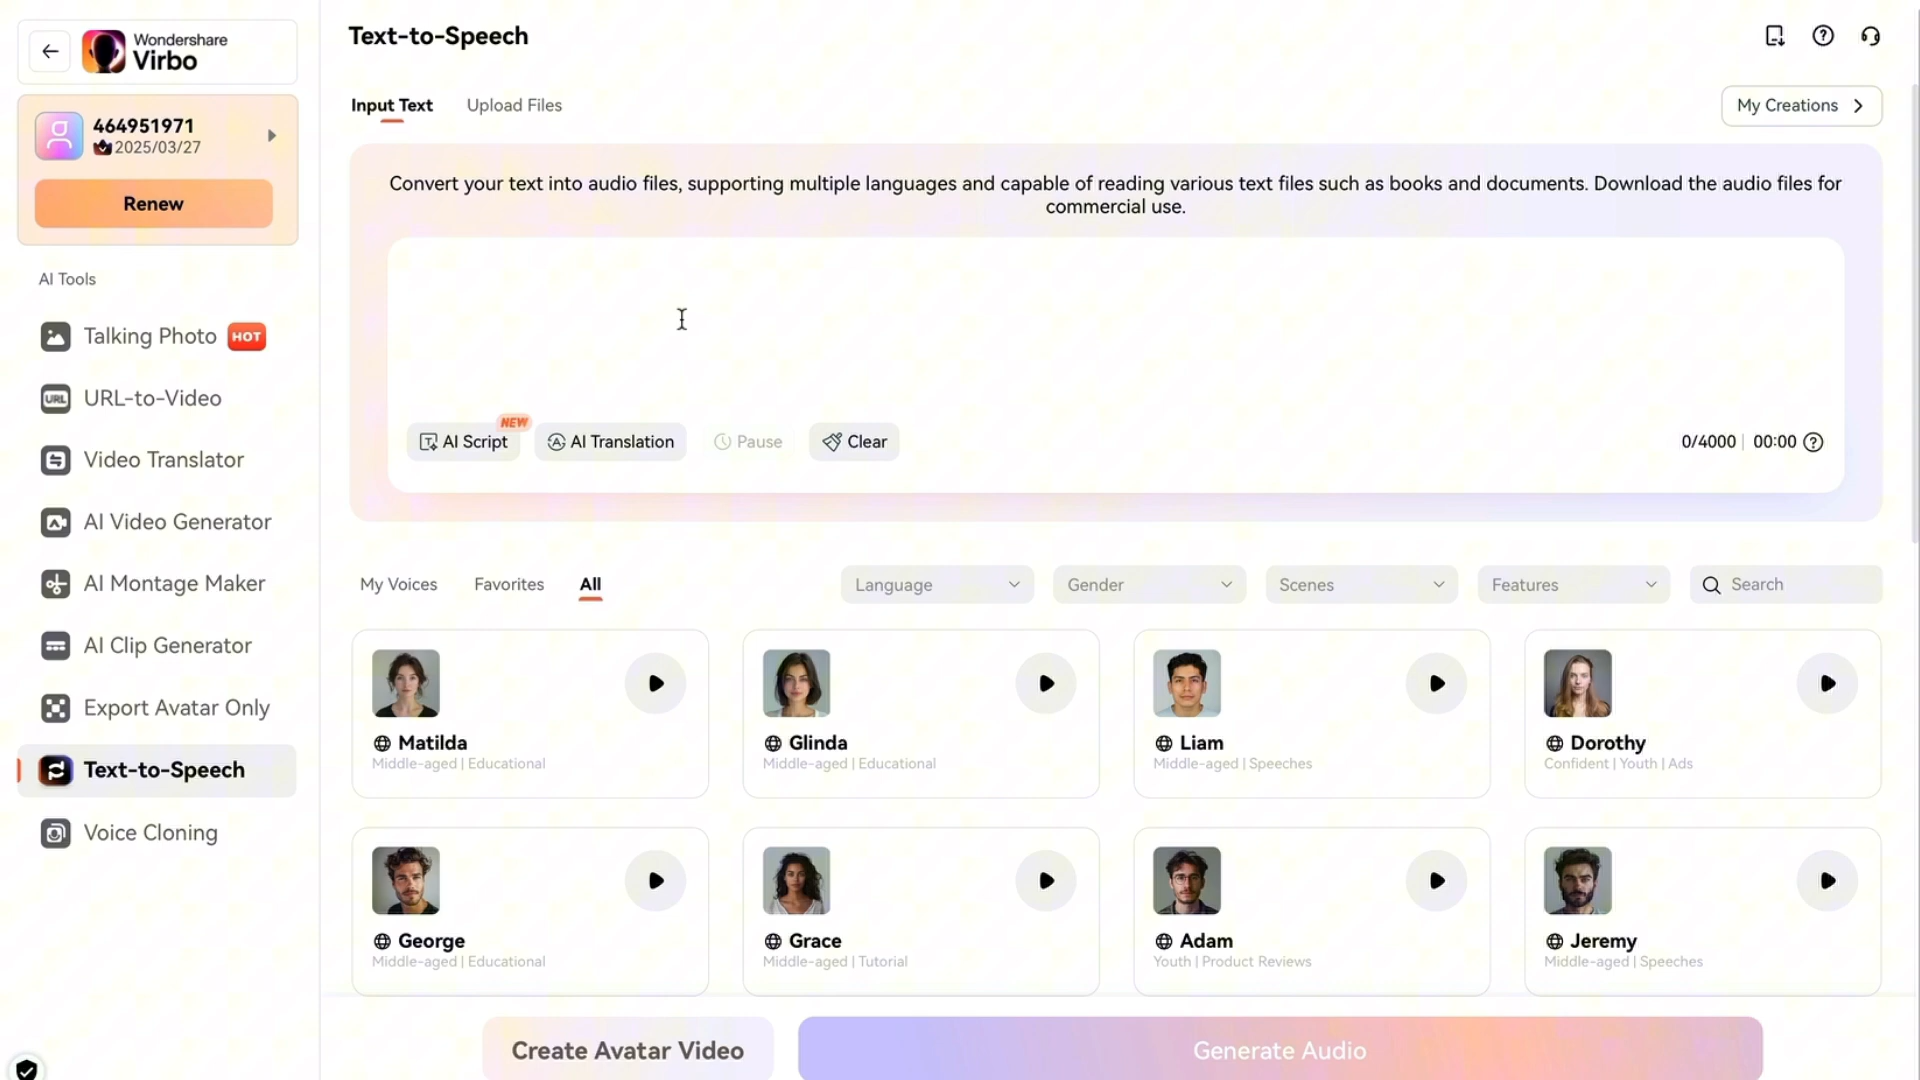 Wondershare
Virbo
464951971
2025/03/27
Renew
AI Tools
Talking Photo HOT
URL URL-to-Video
Video Translator
AI Video Generator
AI Montage Maker
AI Clip Generator
Export Avatar Only
Text-to-Speech
Voice Cloning
Text-to-Speech
Input Text Upload Files
My Creations
Convert your text into audio files, supporting multiple languages and capable of reading various text files such as books and documents. Download the audio files for
commercial use.
NEW
AI Script AI Translation Pause Clear 0/4000 00:00
My Voices Favorites All Language Gender Scenes Features Search
Matilda
Middle-aged | Educational
Glinda
Middle-aged | Educational
Liam
Middle-aged | Speeches
Dorothy
Confident | Youth | Ads
George
Middle-aged | Educational
Grace
Middle-aged | Tutorial
Adam
Youth | Product Reviews
Jeremy
Middle-aged | Speeches
Create Avatar Video Generate Audio